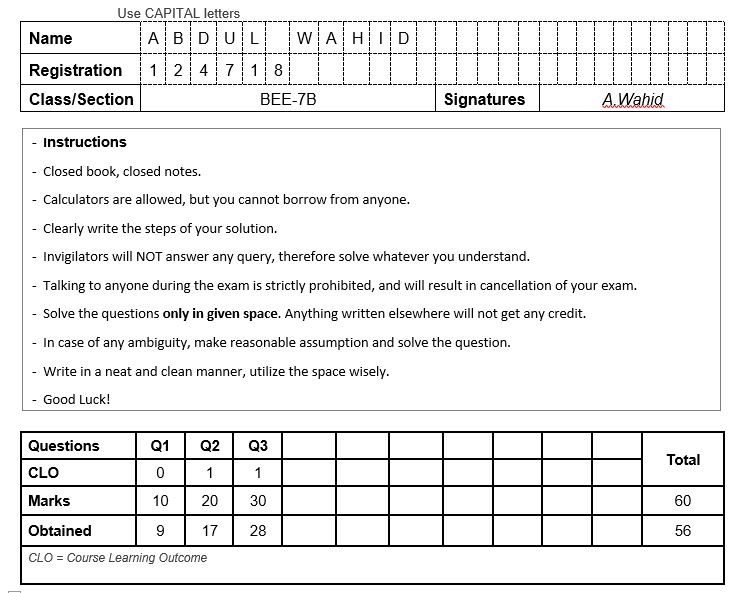 Use CAPITAL letters
Name A B D U L W A H I D
Registration 1 2 4 7 1 8
Class/Section BEE-7B Signatures A.Wahid
- Instructions
- Closed book, closed notes.
- Calculators are allowed, but you cannot borrow from anyone.
- Clearly write the steps of your solution.
- Invigilators will NOT answer any query, therefore solve whatever you understand.
- Talking to anyone during the exam is strictly prohibited, and will result in cancellation of your exam.
- Solve the questions only in given space. Anything written elsewhere will not get any credit.
- In case of any ambiguity, make reasonable assumption and solve the question.
- Write in a neat and clean manner, utilize the space wisely.
- Good Luck!
Questions Q1 Q2 Q3 Total
CLO 0 1 1
Marks 10 20 30 60
Obtained 9 17 28 56
CLO = Course Learning Outcome